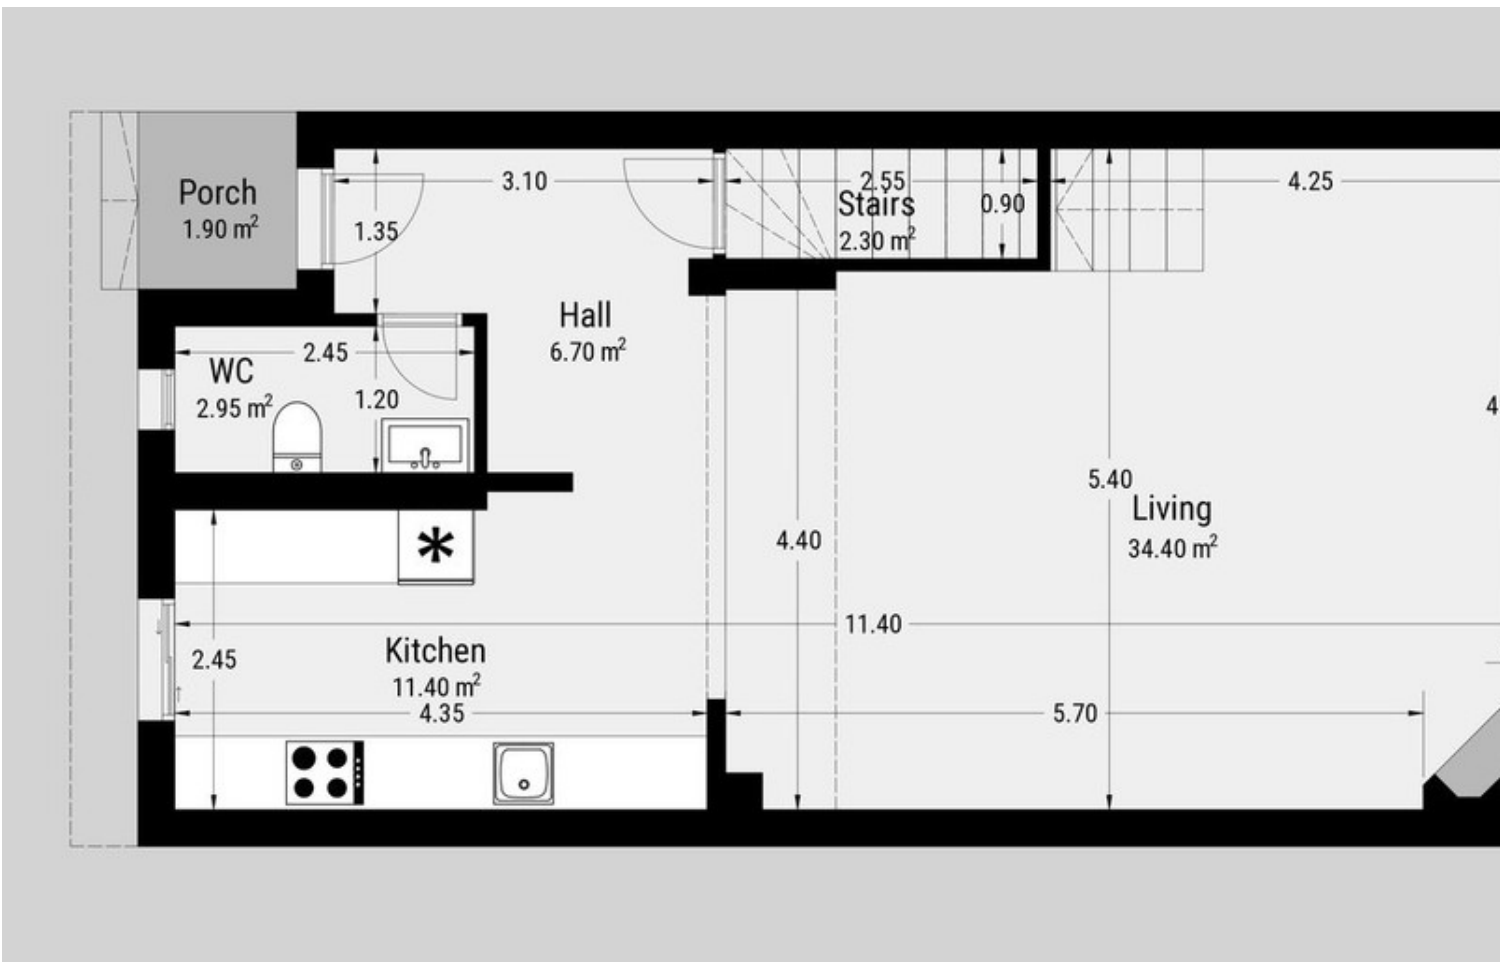 3.10
2.55
4.25
Porch
1.90 m²
1.35
Stairs
0.90
2.30 m²
Hall
6.70 m²
2.45
WC
2.95 m²
1.20
4
5.40
Living
34.40 m²
4.40
*
11.40
Kitchen
11.40 m²
2.45
4.35
5.70